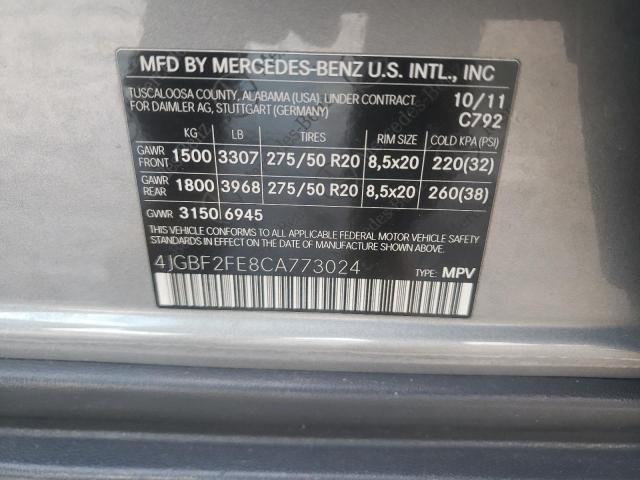 MFD BY MERCEDES-BENZ U.S. INTL., INC
TUSCALOOSA COUNTY, ALABAMA (USA). UNDER CONTRACT 10/11
FOR DAIMLER AG, STUTTGART (GERMANY) C792
KG LB TIRES RIM SIZE COLD KPA (PSI)
GAWR FRONT 1500 3307 275/50 R20 8,5x20 220(32)
GAWR REAR 1800 3968 275/50 R20 8,5x20 260(38)
GVWR 3150 6945
THIS VEHICLE CONFORMS TO ALL APPLICABLE FEDERAL MOTOR VEHICLE SAFETY
STANDARDS IN EFFECT ON THE DATE OF MANUFACTURE SHOWN ABOVE.
4JGBF2FE8CA773024 TYPE: MPV